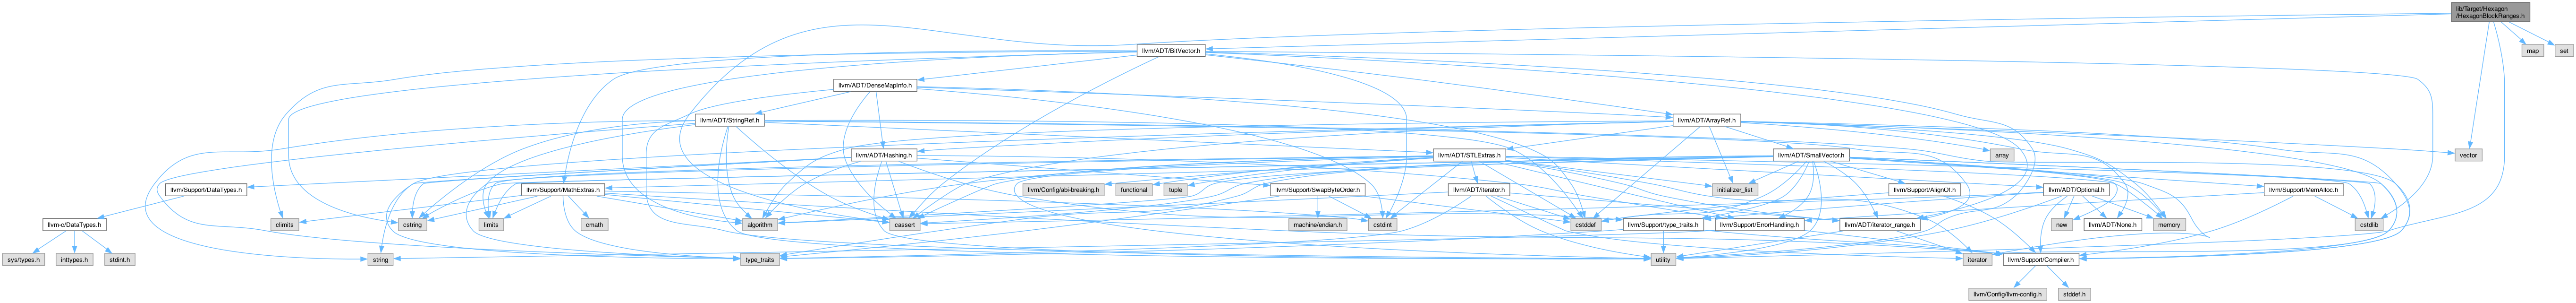 lib/Target/Hexagon
/HexagonBlockRanges.h
llvm/ADT/BitVector.h
map
set
llvm/ADT/DenseMapInfo.h
llvm/ADT/StringRef.h
llvm/ADT/ArrayRef.h
llvm/ADT/Hashing.h
llvm/ADT/STLExtras.h
llvm/ADT/SmallVector.h
array
vector
llvm/Support/DataTypes.h
llvm/Support/MathExtras.h
llvm/Config/abi-breaking.h
functional
tuple
llvm/Support/SwapByteOrder.h
llvm/ADT/iterator.h
initializer_list
llvm/Support/AlignOf.h
llvm/ADT/Optional.h
llvm/Support/MemAlloc.h
llvm-c/DataTypes.h
climits
cstring
limits
cmath
algorithm
cassert
machine/endian.h
cstdint
cstddef
llvm/Support/type_traits.h
llvm/Support/ErrorHandling.h
llvm/ADT/iterator_range.h
new
llvm/ADT/None.h
memory
cstdlib
sys/types.h
inttypes.h
stdint.h
string
type_traits
utility
iterator
llvm/Support/Compiler.h
llvm/Config/llvm-config.h
stddef.h